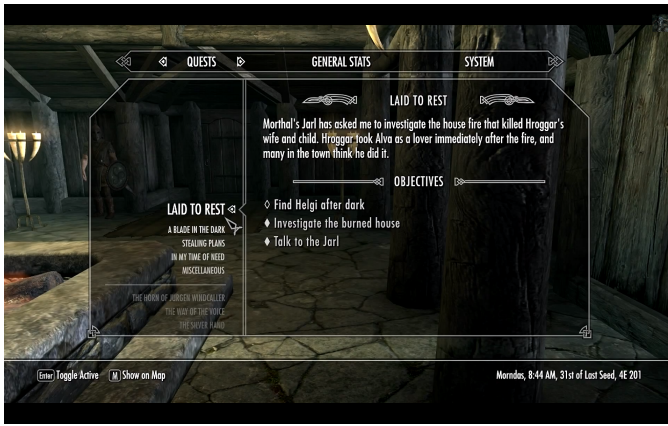 QUESTS
GENERAL STATS
SYSTEM
LAID TO REST
A BLADE IN THE DARK
STEALING PLANS
IN MY TIME OF NEED
MISCELLANEOUS
THE HORN OF JURGEN WINDCALLER
THE WAY OF THE VOICE
THE SILVER HAND
LAID TO REST
Morthal's Jarl has asked me to investigate the house fire that killed Hroggar's
wife and child. Hroggar took Alva as a lover immediately after the fire, and
many in the town think he did it.
OBJECTIVES
Find Helgi after dark
Investigate the burned house
Talk to the Jarl
Enter Toggle Active
M Show on Map
Morndas, 8:44 AM, 31st of Last Seed, 4E 201